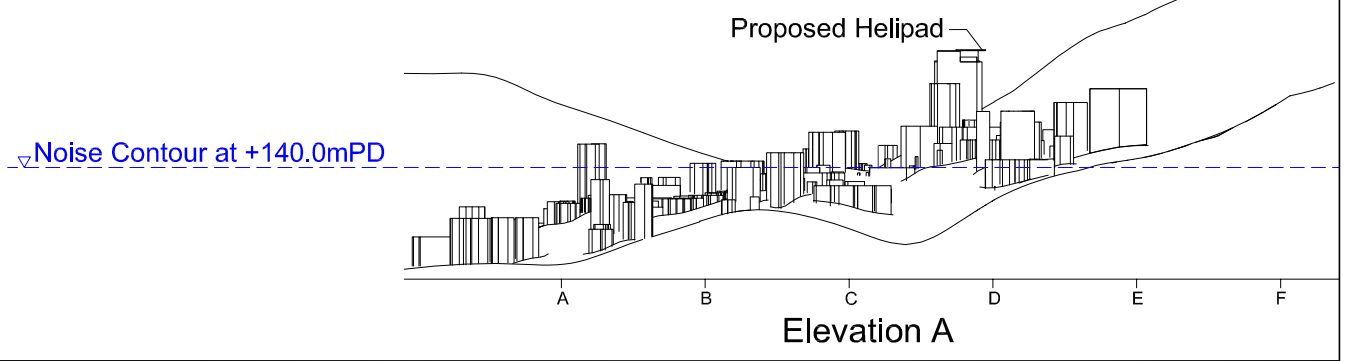 Proposed Helipad
Noise Contour at +140.0mPD
A B C D E F
Elevation A